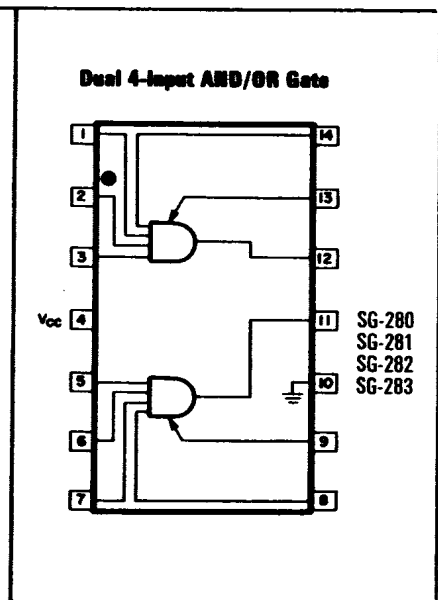 Dual 4-Input AND/OR Gate
1 14
2 13
3 12
Vcc 4 11 SG-280
SG-281
SG-282
5 10 SG-283
6 9
7 8